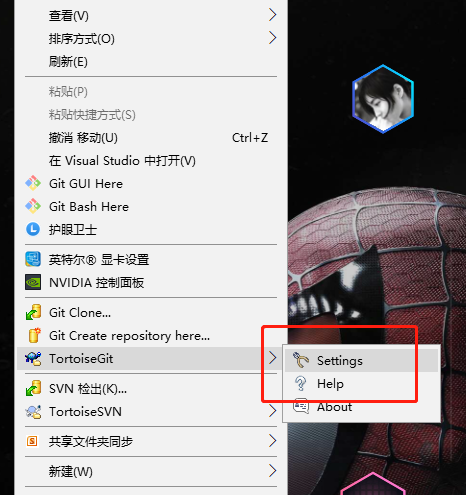 查看(V)
排序方式(O)
刷新(E)
粘贴(P)
粘贴快捷方式(S)
撤消 移动(U) Ctrl+Z
在 Visual Studio 中打开(V)
Git GUI Here
Git Bash Here
护眼卫士
英特尔® 显卡设置
NVIDIA 控制面板
Git Clone...
Git Create repository here...
TortoiseGit
Settings
Help
SVN 检出(K)...
About
TortoiseSVN
共享文件夹同步
新建(W)